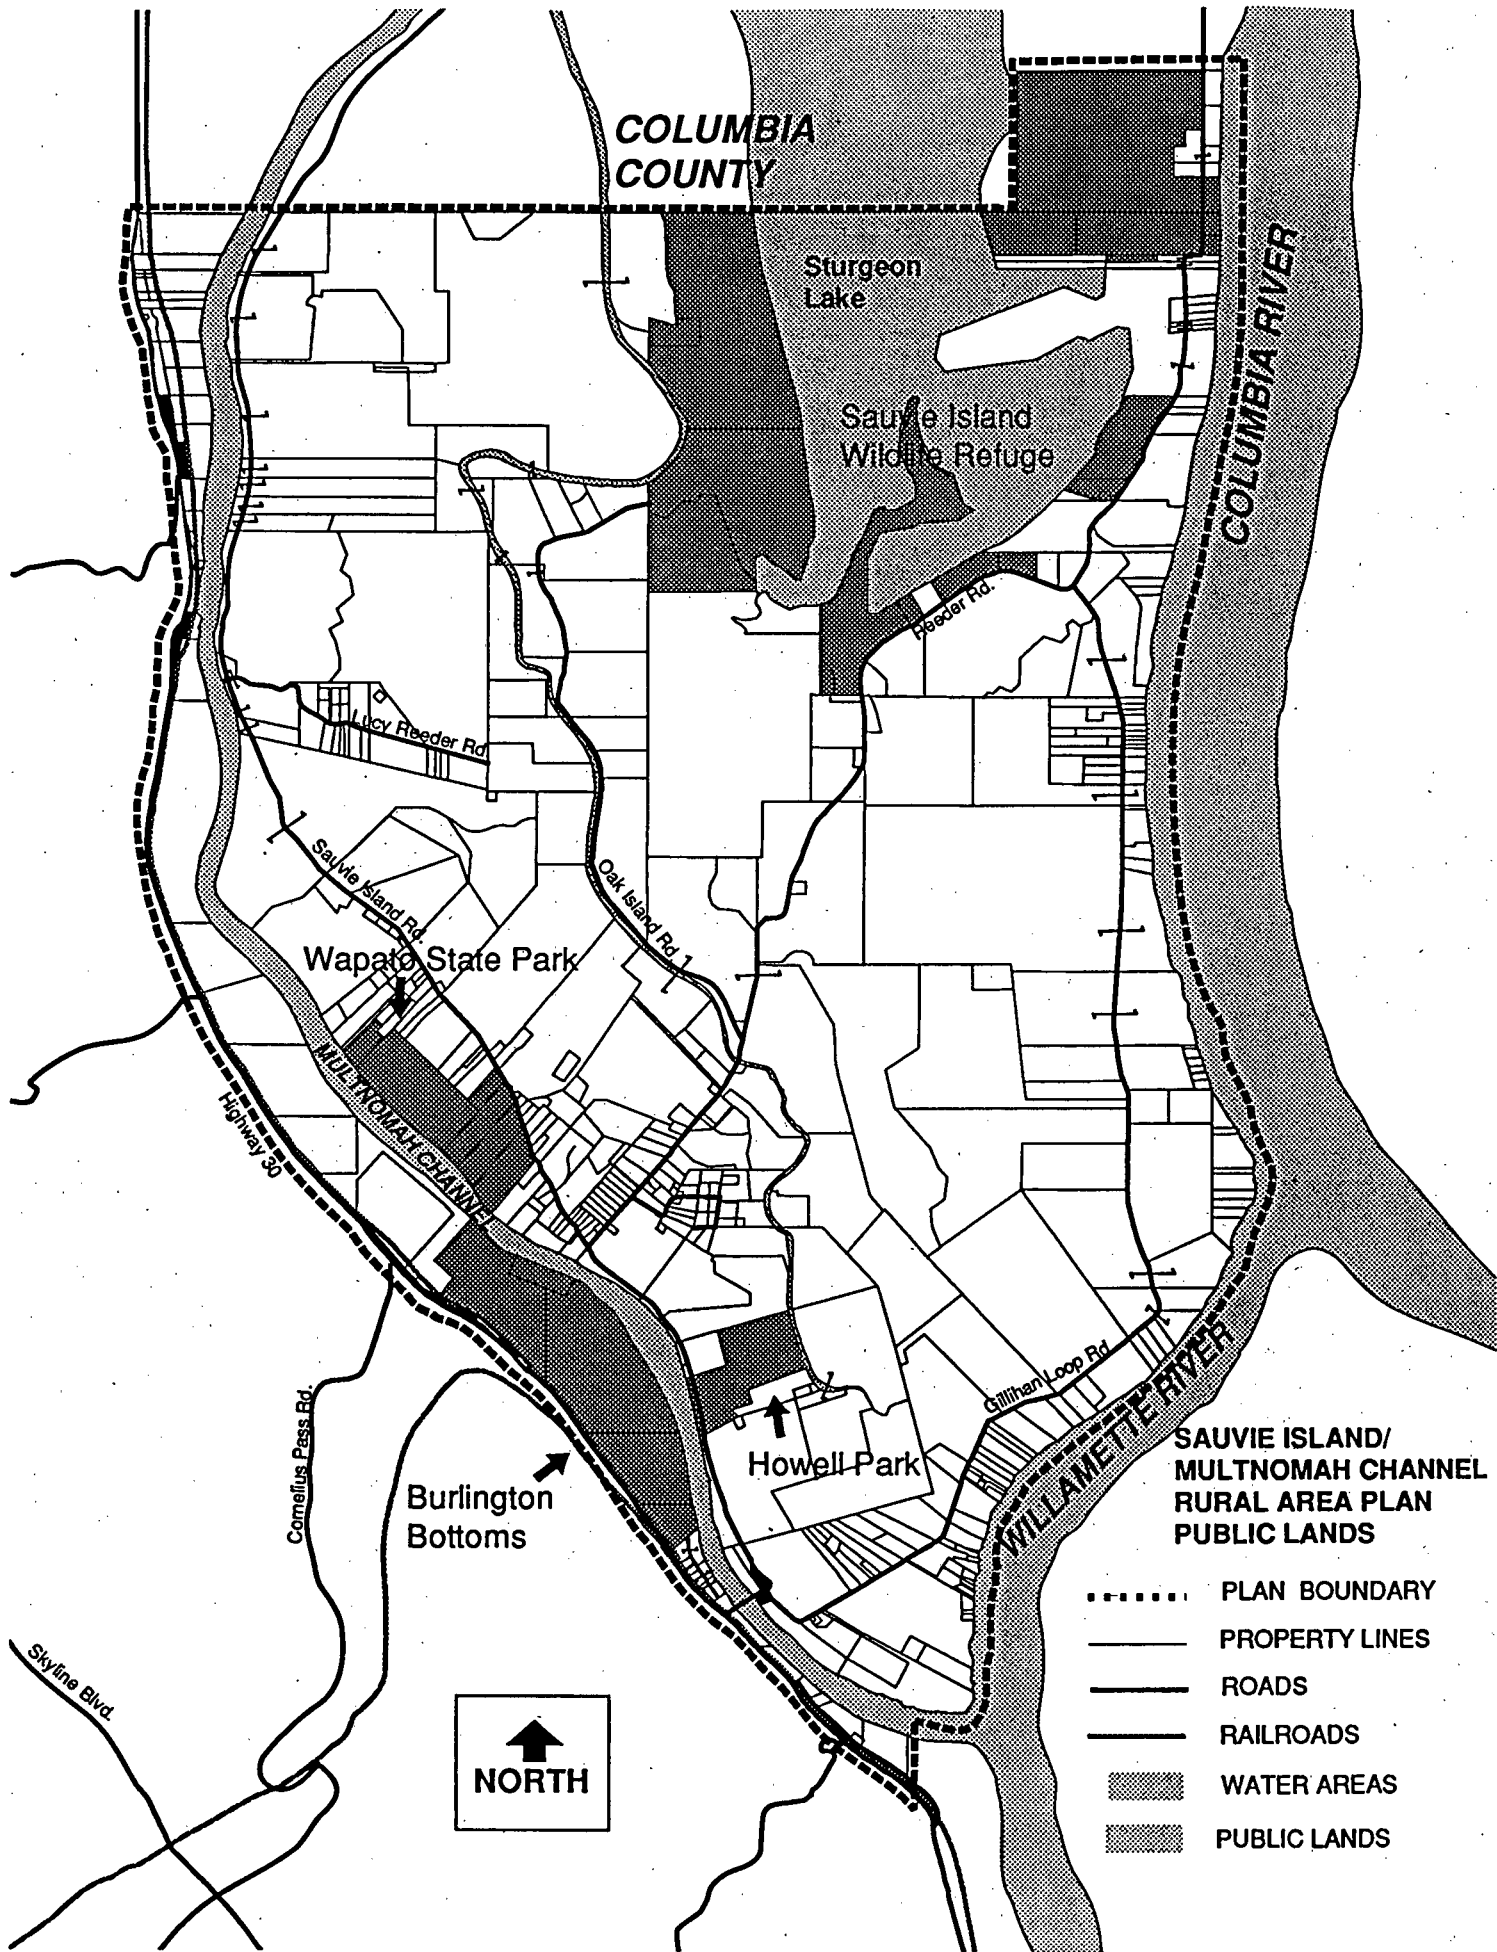 COLUMBIA
COUNTY
Sturgeon
Lake
COLUMBIA RIVER
Sauvie Island
Wildlife Refuge
Reeder Rd.
Lucy Reeder Rd.
Sauvie Island Rd.
Oak Island Rd.
Wapato State Park
MULTNOMAH CHANNEL
Highway 30
Gillihan Loop Rd
WILLAMETTE RIVER
Cornelius Pass Rd.
Howell Park
Burlington
Bottoms
Skyline Blvd.
NORTH
SAUVIE ISLAND/
MULTNOMAH CHANNEL
RURAL AREA PLAN
PUBLIC LANDS
PLAN BOUNDARY
PROPERTY LINES
ROADS
RAILROADS
WATER AREAS
PUBLIC LANDS